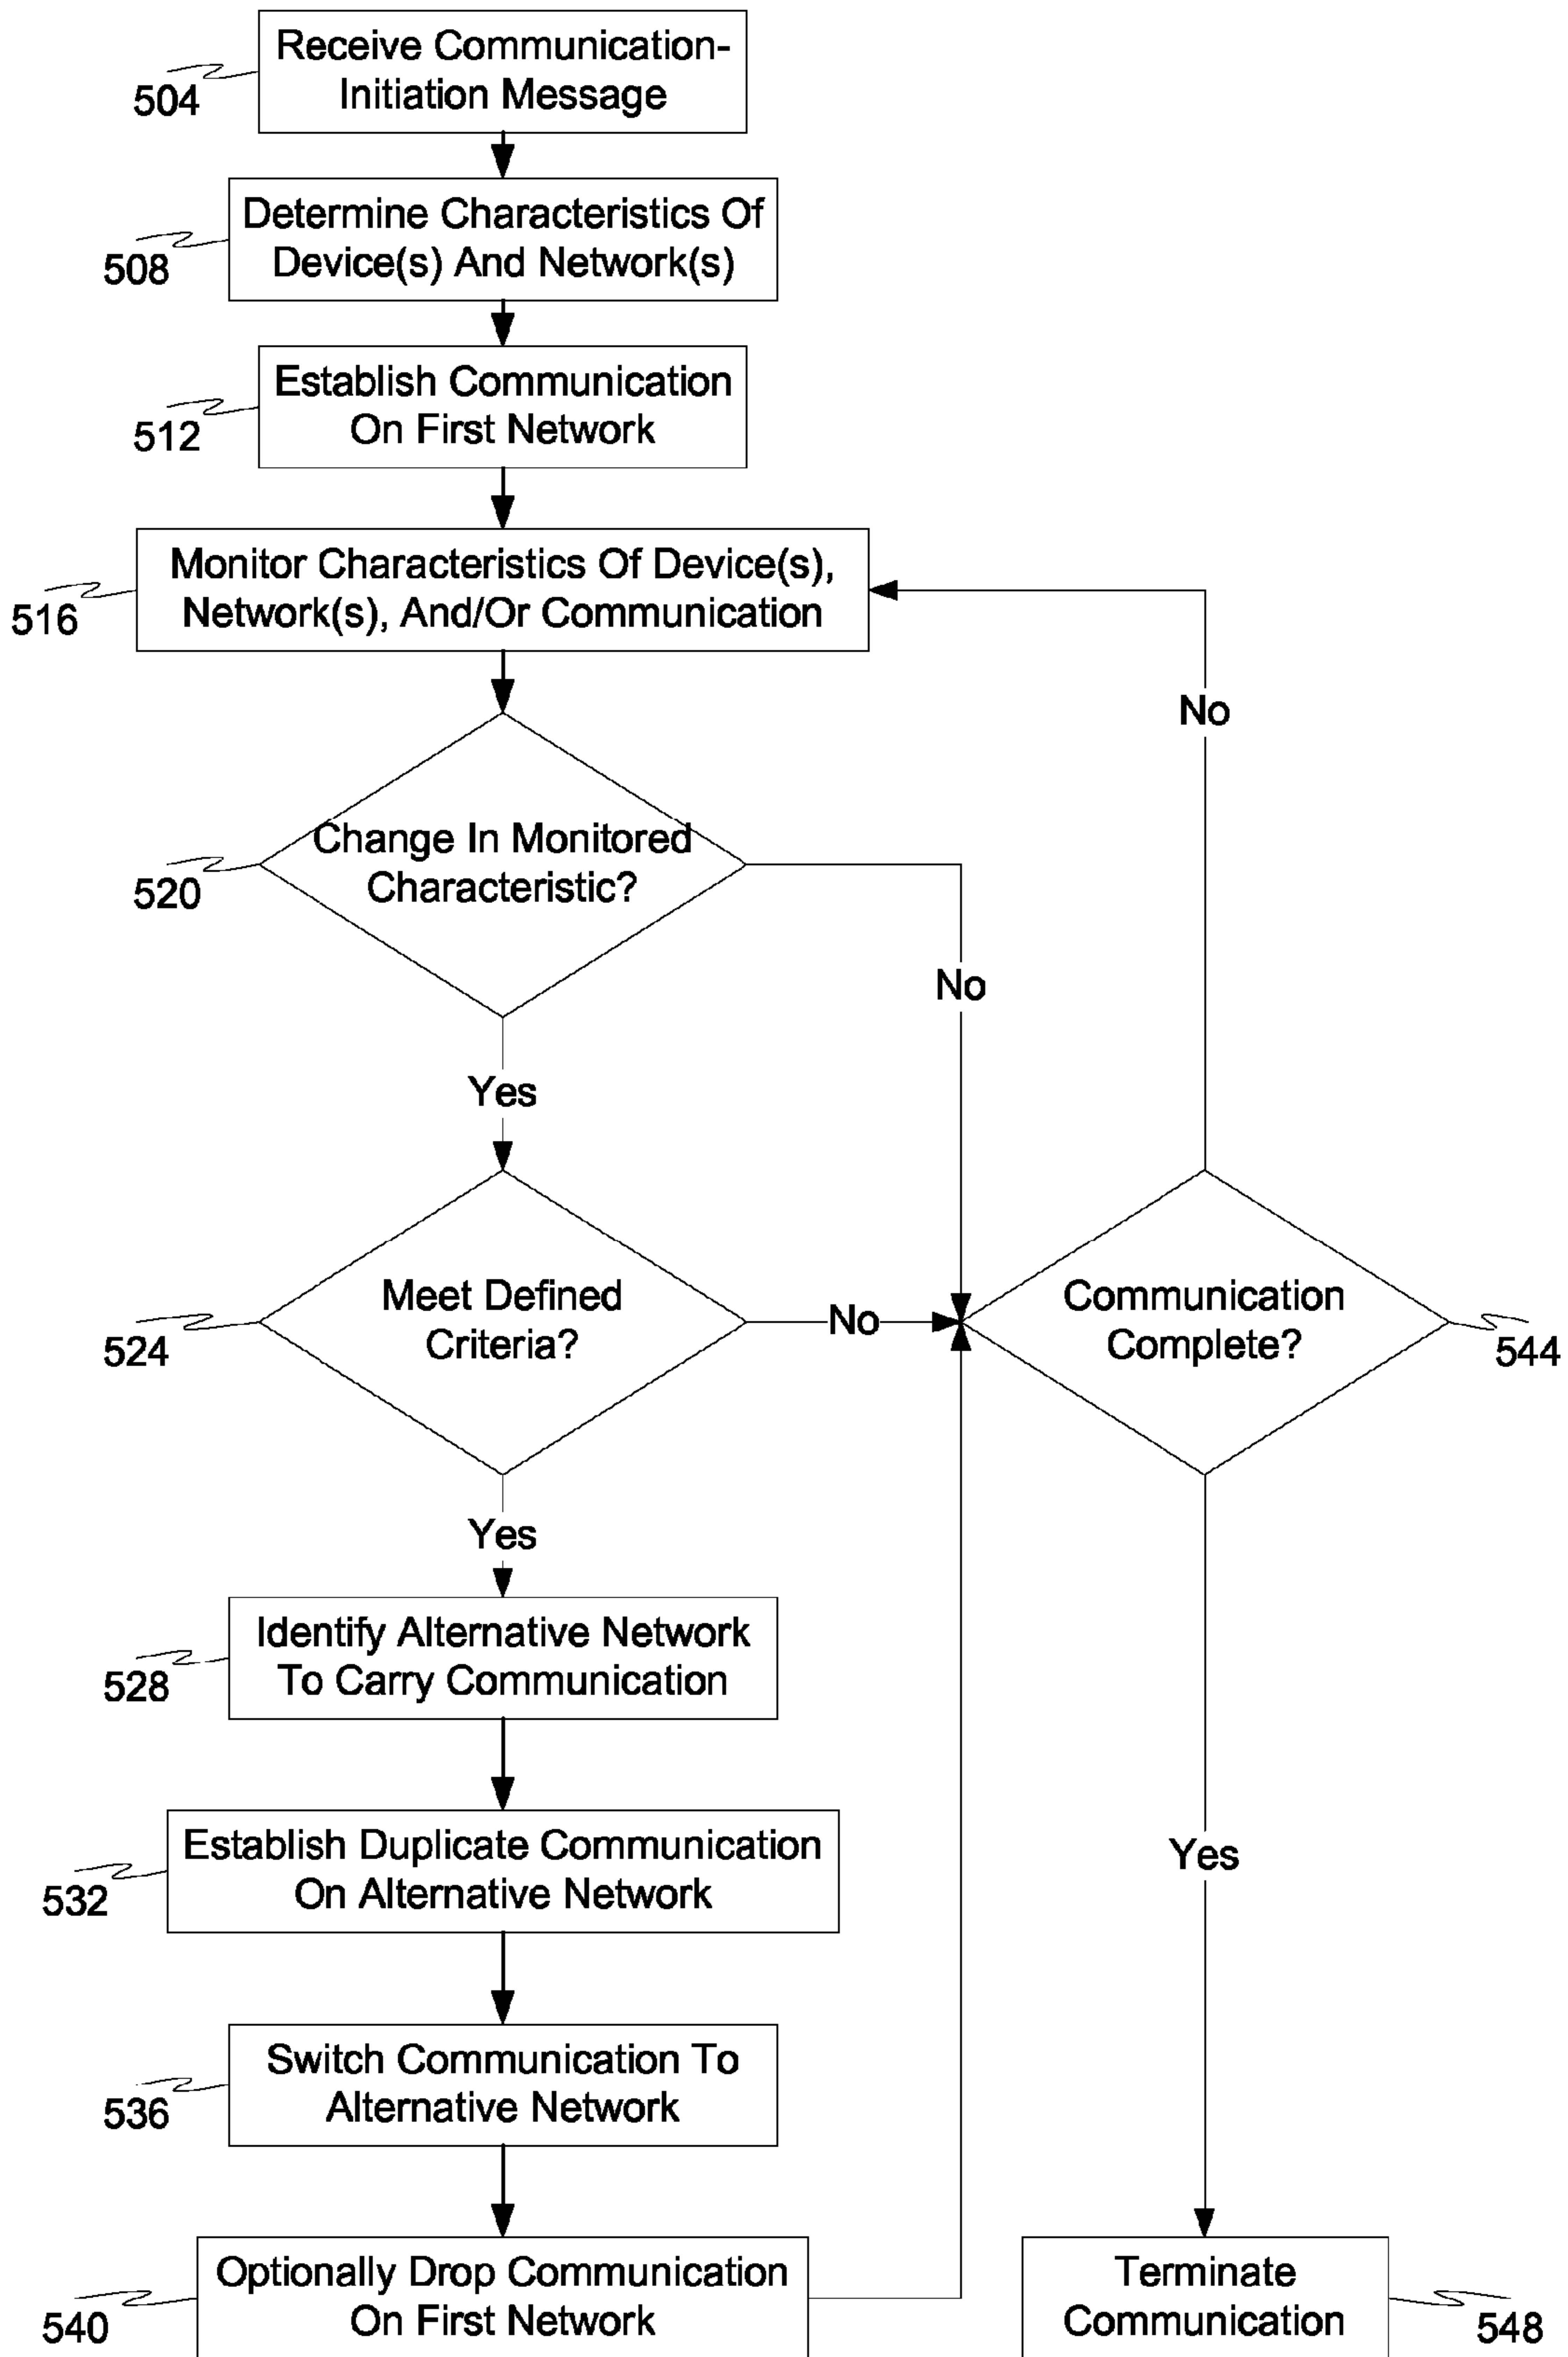 Receive Communication-
Initiation Message
504
Determine Characteristics Of
Device(s) And Network(s)
508
Establish Communication
On First Network
512
Monitor Characteristics Of Device(s),
Network(s), And/Or Communication
516
No
Change In Monitored
Characteristic?
520
No
Yes
Meet Defined
Criteria?
524
No
Communication
Complete?
544
Yes
Identify Alternative Network
To Carry Communication
528
Establish Duplicate Communication
On Alternative Network
532
Yes
Switch Communication To
Alternative Network
536
Optionally Drop Communication
On First Network
540
Terminate
Communication
548